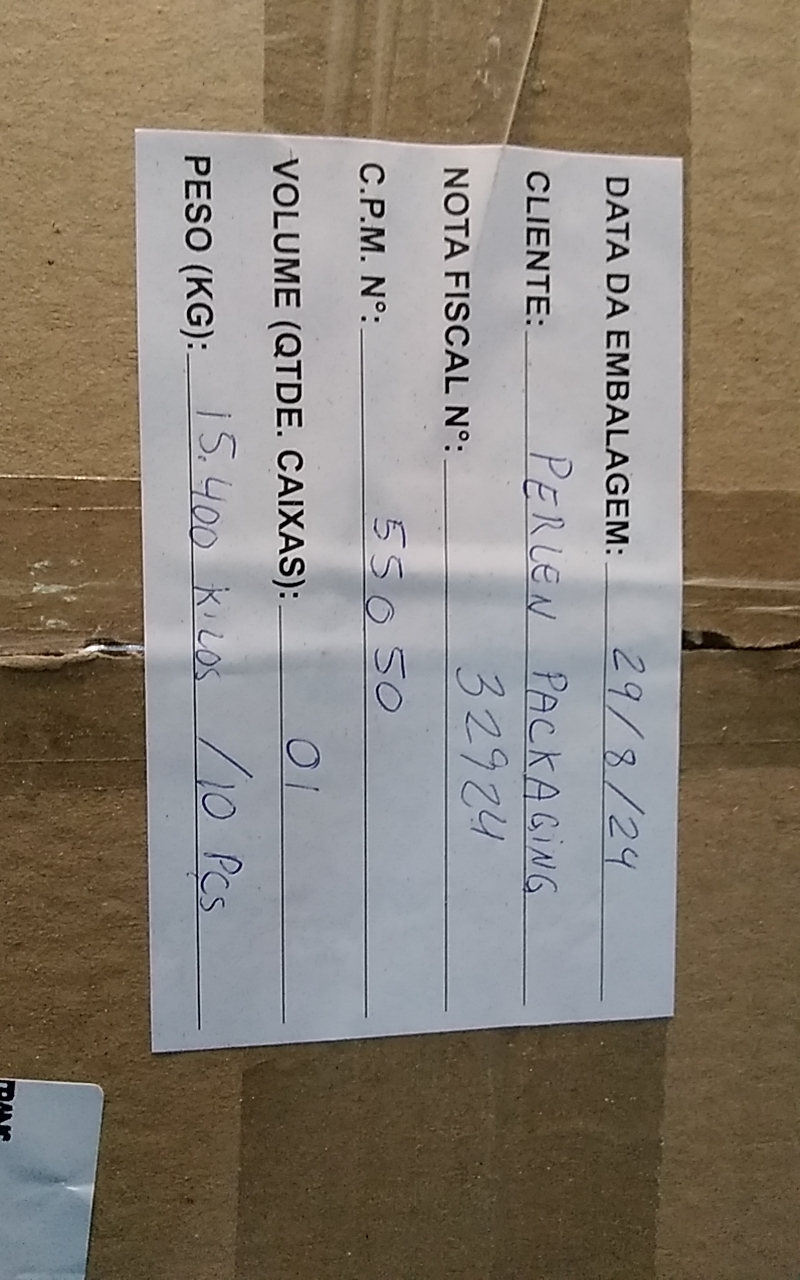 DATA DA EMBALAGEM: 29/8/24
CLIENTE: PERLEN PACKAGING
NOTA FISCAL Nº: 32924
C.P.M. Nº: 55050
VOLUME (QTDE. CAIXAS): 01
PESO (KG): 15.400 KILOS /10 PCS